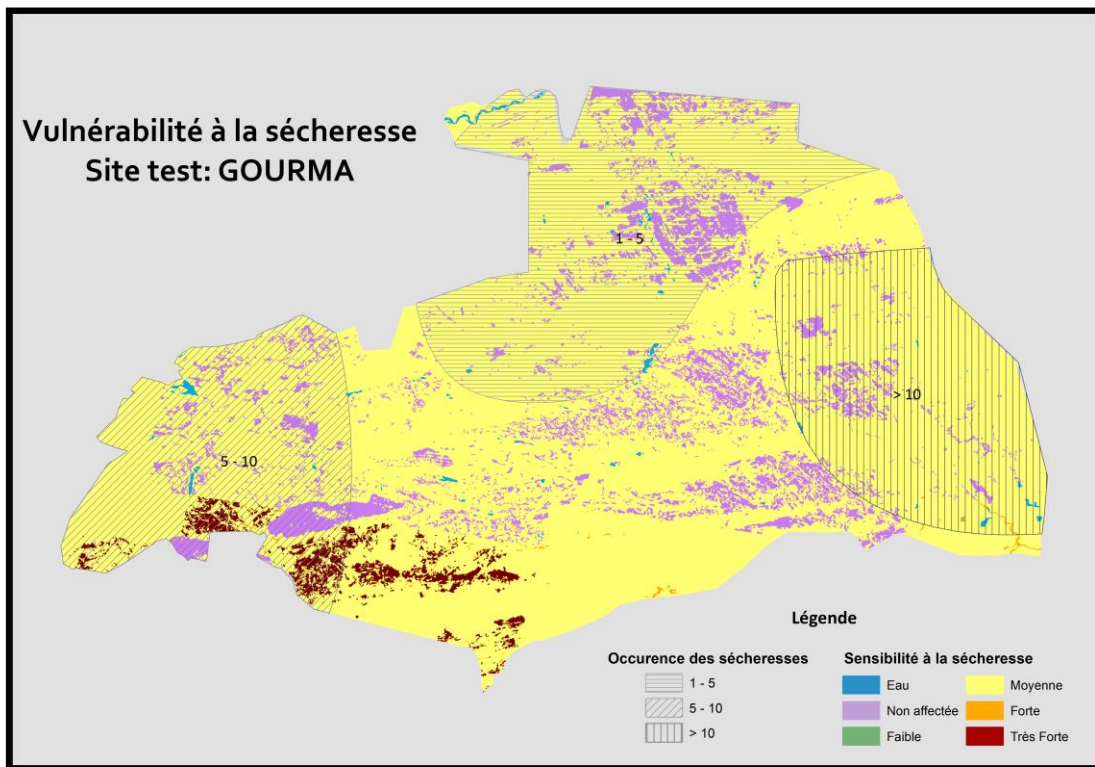 Vulnérabilité à la sécheresse
Site test: GOURMA
1 - 5
> 10
5 - 10
Légende
Occurence des sécheresses
1 - 5
5 - 10
> 10
Sensibilité à la sécheresse
Eau
Non affectée
Faible
Moyenne
Forte
Très Forte